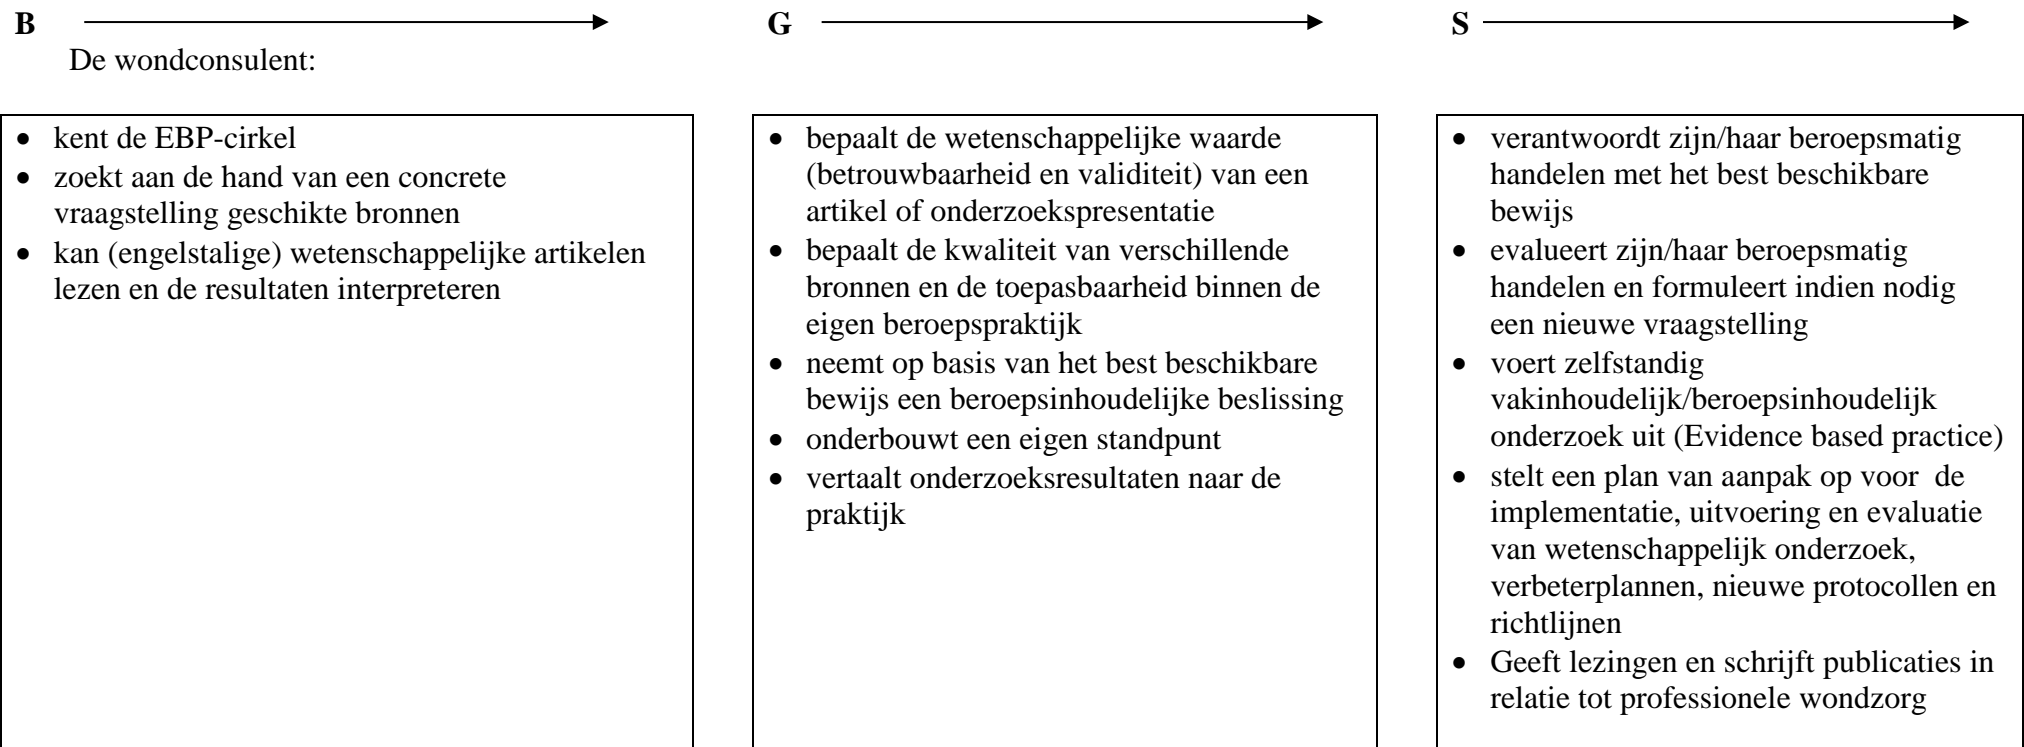 B
G
S
De wondconsulent:
• kent de EBP-cirkel
• zoekt aan de hand van een concrete
vraagstelling geschikte bronnen
• kan (engelstalige) wetenschappelijke artikelen
lezen en de resultaten interpreteren
• bepaalt de wetenschappelijke waarde
(betrouwbaarheid en validiteit) van een
artikel of onderzoekspresentatie
• bepaalt de kwaliteit van verschillende
bronnen en de toepasbaarheid binnen de
eigen beroepspraktijk
• neemt op basis van het best beschikbare
bewijs een beroepsinhoudelijke beslissing
• onderbouwt een eigen standpunt
• vertaalt onderzoeksresultaten naar de
praktijk
• verantwoordt zijn/haar beroepsmatig
handelen met het best beschikbare
bewijs
• evalueert zijn/haar beroepsmatig
handelen en formuleert indien nodig
een nieuwe vraagstelling
• voert zelfstandig
vakinhoudelijk/beroepsinhoudelijk
onderzoek uit (Evidence based practice)
• stelt een plan van aanpak op voor  de
implementatie, uitvoering en evaluatie
van wetenschappelijk onderzoek,
verbeterplannen, nieuwe protocollen en
richtlijnen
• Geeft lezingen en schrijft publicaties in
relatie tot professionele wondzorg